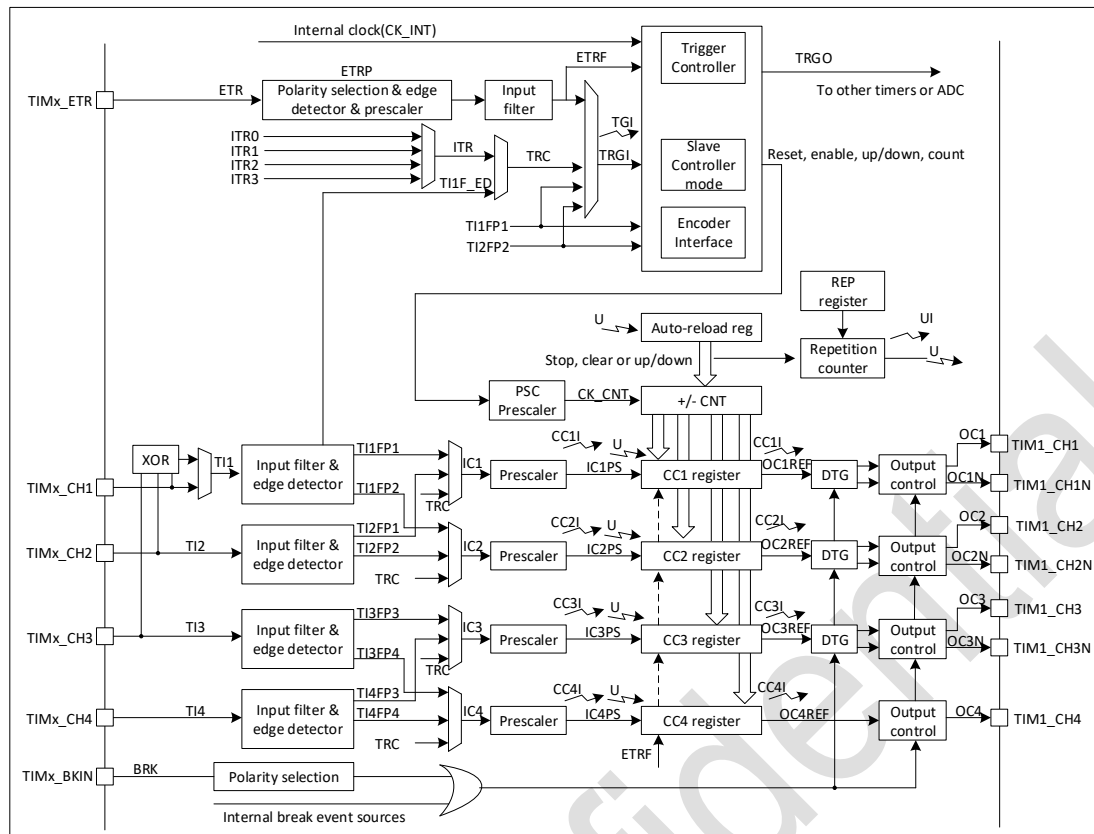 Internal clock(CK_INT)
Trigger
Controller
ETRF
TRGO
ETRP
TIMx_ETR
ETR
Polarity selection & edge
detector & prescaler
Input
filter
To other timers or ADC
TGI
ITR0
ITR1
ITR2
ITR3
ITR
TRC
TRGI
Slave
Controller
mode
Reset, enable, up/down, count
TI1F_ED
TI1FP1
TI2FP2
Encoder
Interface
REP
register
U
Auto-reload reg
UI
Stop, clear or up/down
Repetition
counter
U
PSC
Prescaler
CK_CNT
+/- CNT
XOR
TI1
TIMx_CH1
Input filter &
edge detector
TI1FP1
TI1FP2
TRC
IC1
Prescaler
IC1PS
CC1I
U
CC1 register
CC1I
OC1REF
DTG
Output
control
OC1
TIM1_CH1
OC1N
TIM1_CH1N
TIMx_CH2
TI2
Input filter &
edge detector
TI2FP1
TI2FP2
TRC
IC2
Prescaler
IC2PS
CC2I
U
CC2 register
CC2I
OC2REF
DTG
Output
control
OC2
TIM1_CH2
OC2N
TIM1_CH2N
TIMx_CH3
TI3
Input filter &
edge detector
TI3FP3
TI3FP4
TRC
IC3
Prescaler
IC3PS
CC3I
U
CC3 register
CC3I
OC3REF
DTG
Output
control
OC3
TIM1_CH3
OC3N
TIM1_CH3N
TIMx_CH4
TI4
Input filter &
edge detector
TI4FP3
TI4FP4
TRC
IC4
Prescaler
IC4PS
CC4I
U
CC4 register
CC4I
OC4REF
Output
control
OC4
TIM1_CH4
ETRF
TIMx_BKIN
BRK
Polarity selection
Internal break event sources
nfidential